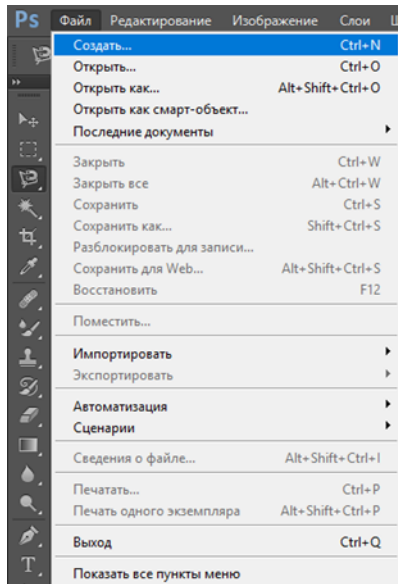 Ps Файл Редактирование Изображение Слои
Создать... Ctrl+N
Открыть... Ctrl+O
Открыть как... Alt+Shift+Ctrl+O
Открыть как смарт-объект...
Последние документы
Закрыть Ctrl+W
Закрыть все Alt+Ctrl+W
Сохранить Ctrl+S
Сохранить как... Shift+Ctrl+S
Разблокировать для записи...
Сохранить для Web... Alt+Shift+Ctrl+S
Восстановить F12
Поместить...
Импортировать
Экспортировать
Автоматизация
Сценарии
Сведения о файле... Alt+Shift+Ctrl+I
Печатать... Ctrl+P
Печать одного экземпляра Alt+Shift+Ctrl+P
Выход Ctrl+Q
Показать все пункты меню